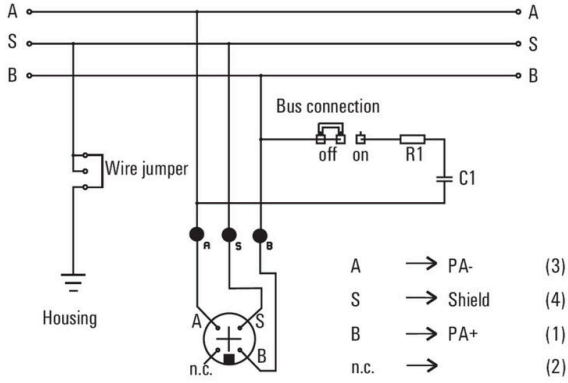 A A
S S
B B
Bus connection
off on R1
Wire jumper
C1
A S B
A → PA- (3)
S → Shield (4)
Housing
A S
B → PA+ (1)
B
n.c.
n.c. → (2)